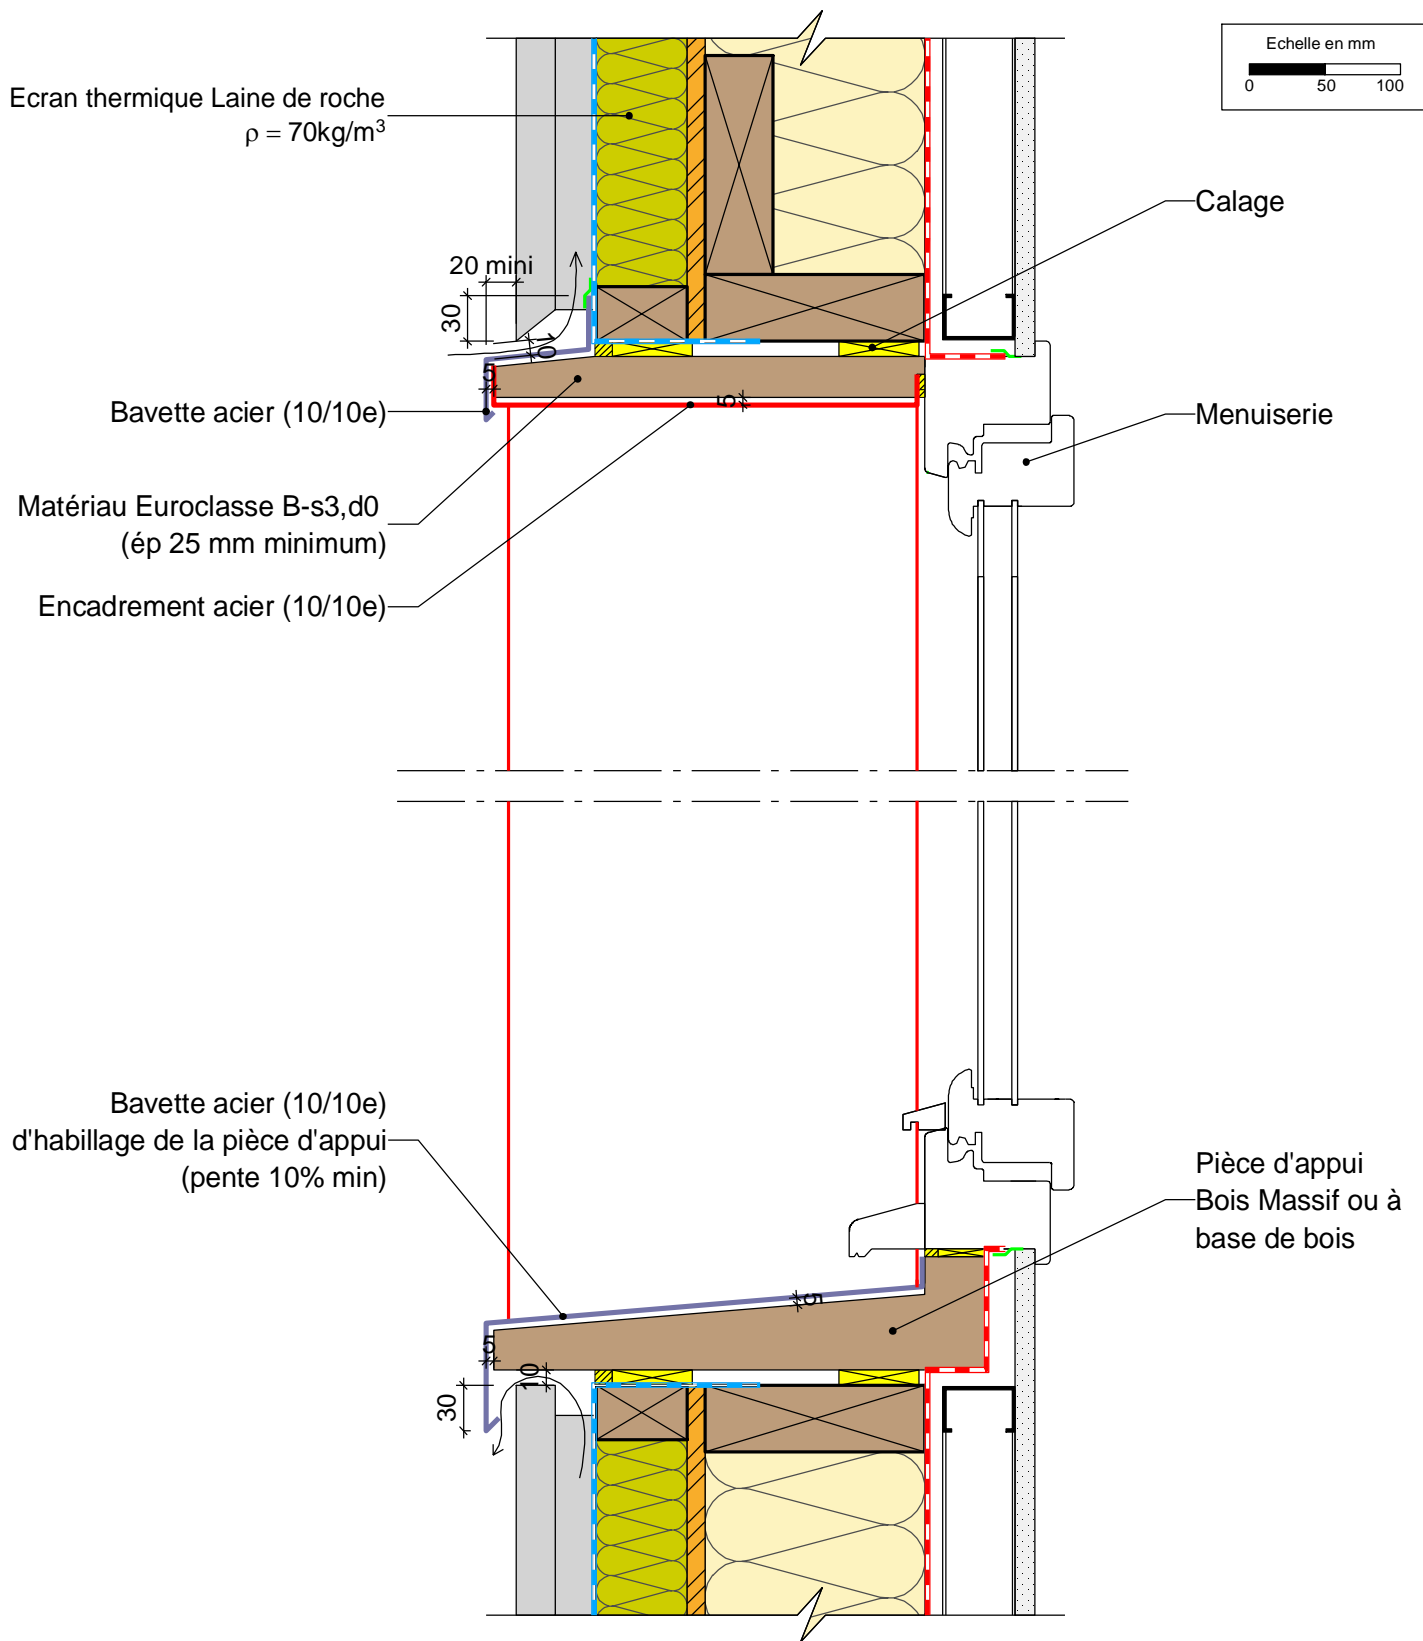 Echelle en mm
0 50 100
Ecran thermique Laine de roche
ρ = 70kg/m³
Calage
20 mini
30
10
5
Bavette acier (10/10e)
5
Menuiserie
Matériau Euroclasse B-s3,d0
(ép 25 mm minimum)
Encadrement acier (10/10e)
Bavette acier (10/10e)
d'habillage de la pièce d'appui
(pente 10% min)
Pièce d'appui
Bois Massif ou à
base de bois
5
5
10
30